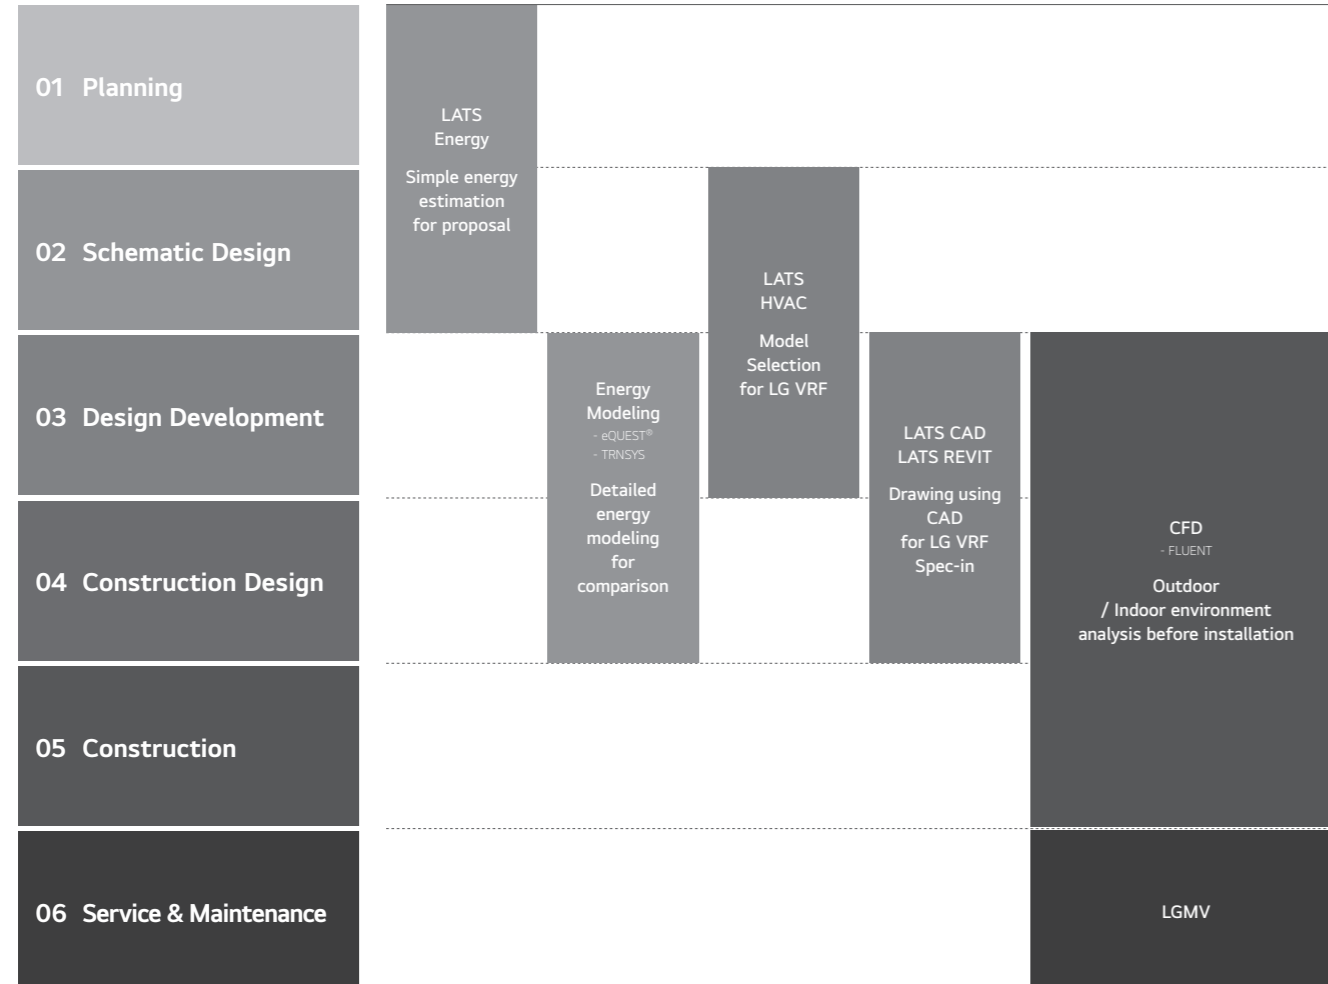 01 Planning
02 Schematic Design
03 Design Development
04 Construction Design
05 Construction
06 Service & Maintenance
LATS
Energy
Simple energy
estimation
for proposal
Energy
Modeling
- eQUEST®
- TRNSYS
Detailed
energy
modeling
for
comparison
LATS
HVAC
Model
Selection
for LG VRF
LATS CAD
LATS REVIT
Drawing using
CAD
for LG VRF
Spec-in
CFD
- FLUENT
Outdoor
/ Indoor environment
analysis before installation
LGMV